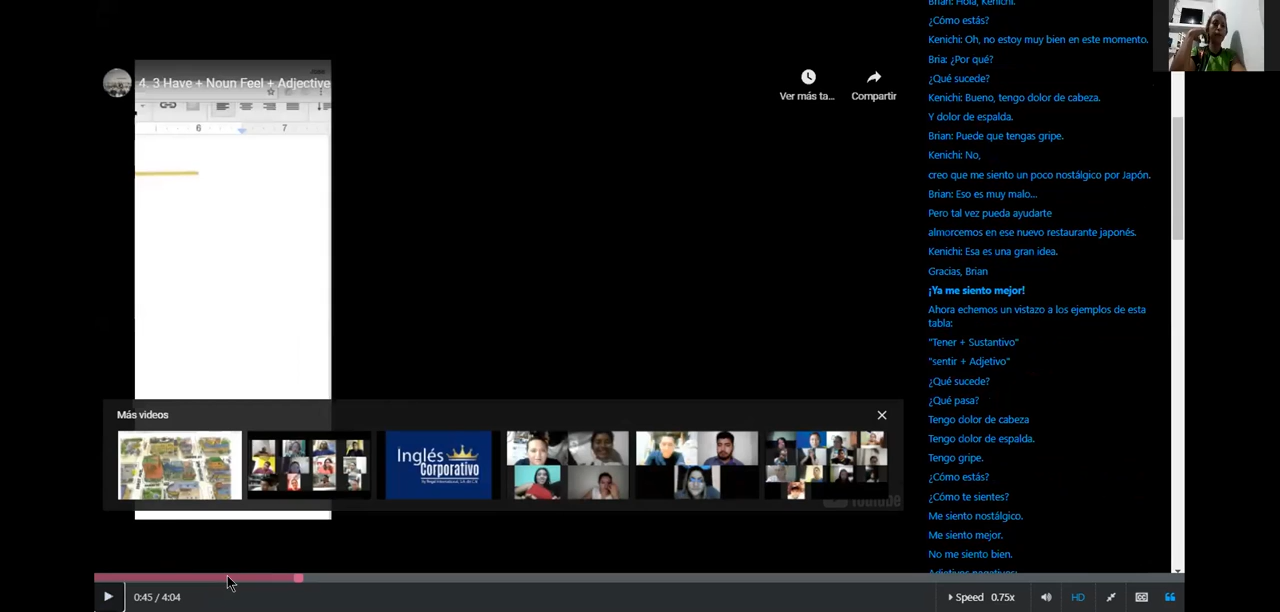 4. 3 Have + Noun Feel + Adjective
Ver más ta...
Compartir
6
7
Más videos
Inglés
Corporativo
YouTube
0:45 / 4:04
Speed 0.75x
HD
Brian: Hola, Kenichi.
¿Cómo estás?
Kenichi: Oh, no estoy muy bien en este momento.
Bria: ¿Por qué?
¿Qué sucede?
Kenichi: Bueno, tengo dolor de cabeza.
Y dolor de espalda.
Brian: Puede que tengas gripe.
Kenichi: No,
creo que me siento un poco nostálgico por Japón.
Brian: Eso es muy malo...
Pero tal vez pueda ayudarte
almorcemos en ese nuevo restaurante japonés.
Kenichi: Esa es una gran idea.
Gracias, Brian
¡Ya me siento mejor!
Ahora echemos un vistazo a los ejemplos de esta
tabla:
"Tener + Sustantivo"
"sentir + Adjetivo"
¿Qué sucede?
¿Qué pasa?
Tengo dolor de cabeza
Tengo dolor de espalda.
Tengo gripe.
¿Cómo estás?
¿Cómo te sientes?
Me siento nostálgico.
Me siento mejor.
No me siento bien.
Adjetivos negativos: